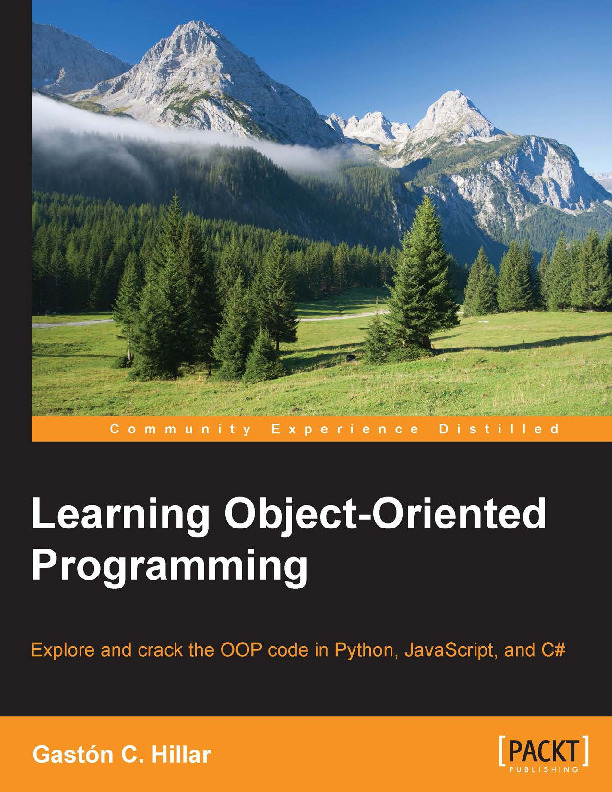 Community Experience Distilled
Learning Object-Oriented
Programming
Explore and crack the OOP code in Python, JavaScript, and C#
Gastón C. Hillar
[PACKT]
PUBLISHING